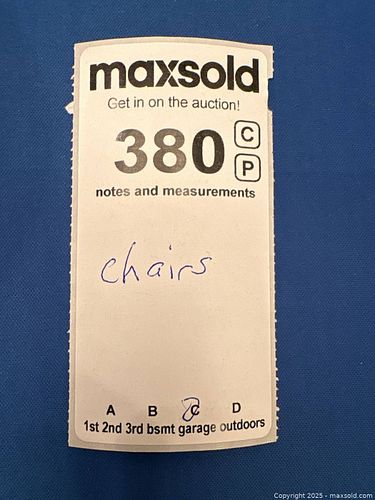 maxsold
Get in on the auction!
380 C
P
notes and measurements
chairs
A B C D
1st 2nd 3rd bsmt garage outdoors
Copyright © 2025 - maxsold.com